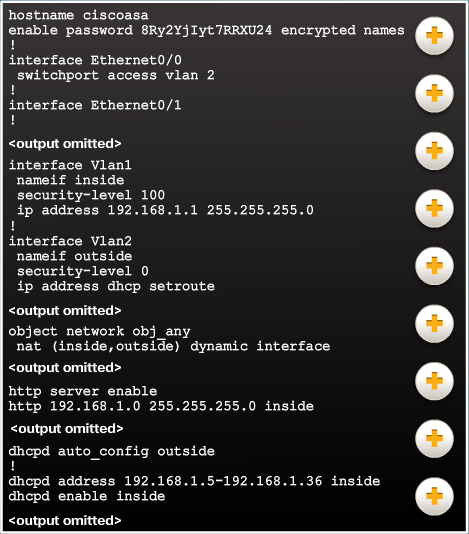 hostname ciscoasa
enable password 8Ry2YjIyt7RRXU24 encrypted names
!
interface Ethernet0/0
 switchport access vlan 2
!
interface Ethernet0/1
!
<output omitted>
interface Vlan1
 nameif inside
 security-level 100
 ip address 192.168.1.1 255.255.255.0
!
interface Vlan2
 nameif outside
 security-level 0
 ip address dhcp setroute
<output omitted>
object network obj_any
 nat (inside,outside) dynamic interface
<output omitted>
http server enable
http 192.168.1.0 255.255.255.0 inside
<output omitted>
dhcpd auto_config outside
!
dhcpd address 192.168.1.5-192.168.1.36 inside
dhcpd enable inside
<output omitted>